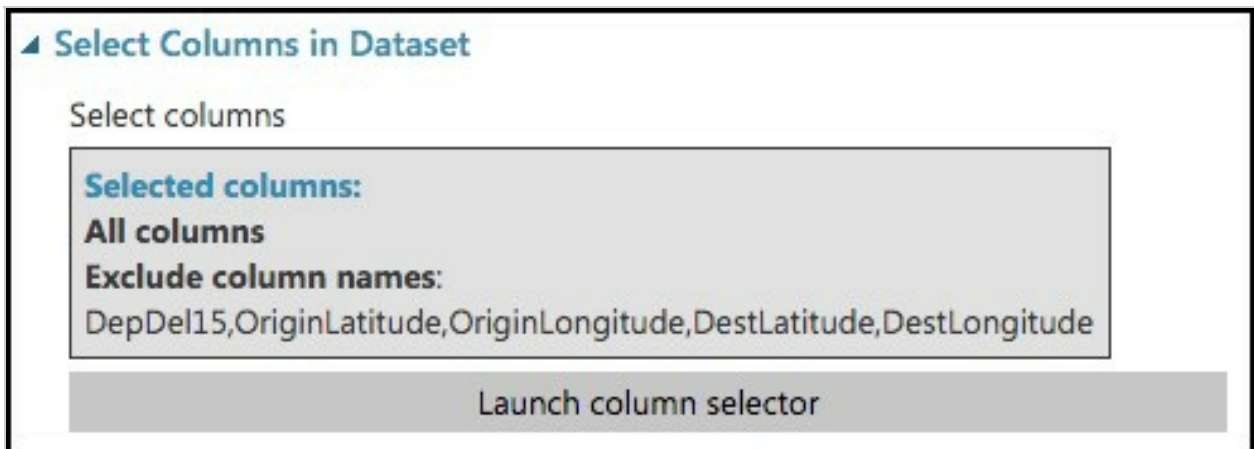 Select Columns in Dataset
Select columns
Selected columns:
All columns
Exclude column names:
DepDel15,OriginLatitude,OriginLongitude,DestLatitude,DestLongitude
Launch column selector